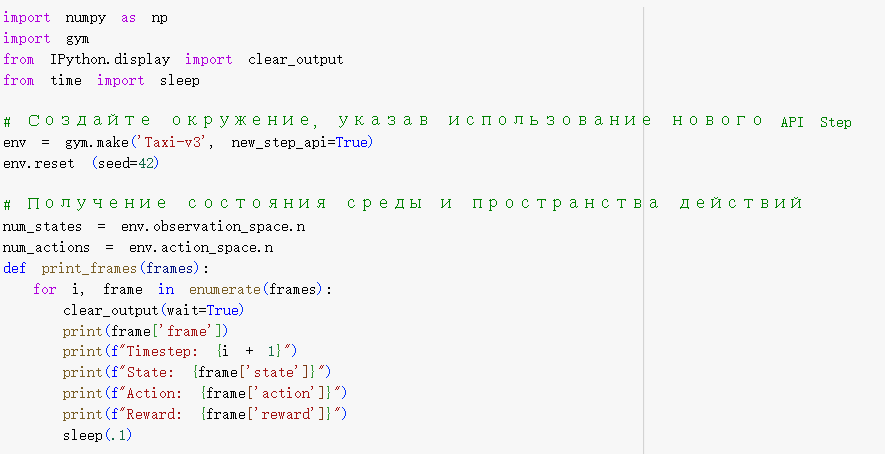 import numpy as np
import gym
from IPython.display import clear_output
from time import sleep
# Создайте окружение, указав использование нового API Step
env = gym.make('Taxi-v3', new_step_api=True)
env.reset (seed=42)
# Получение состояния среды и пространства действий
num_states = env.observation_space.n
num_actions = env.action_space.n
def print_frames(frames):
    for i, frame in enumerate(frames):
        clear_output(wait=True)
        print(frame['frame'])
        print(f"Timestep: {i + 1}")
        print(f"State: {frame['state']}")
        print(f"Action: {frame['action']}")
        print(f"Reward: {frame['reward']}")
        sleep(.1)